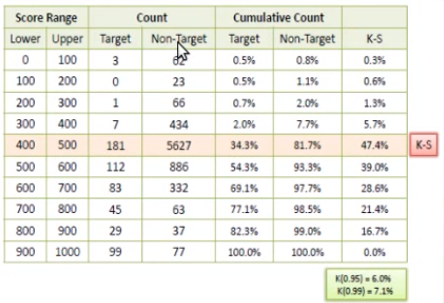 Score Range Count Cumulative Count
Lower Upper Target Non-Target Target Non-Target K-S
0 100 3 62 0.5% 0.8% 0.3%
100 200 0 23 0.5% 1.1% 0.6%
200 300 1 66 0.7% 2.0% 1.3%
300 400 7 434 2.0% 7.7% 5.7%
400 500 181 5627 34.3% 81.7% 47.4% K-S
500 600 112 886 54.3% 93.3% 39.0%
600 700 83 332 69.1% 97.7% 28.6%
700 800 45 63 77.1% 98.5% 21.4%
800 900 29 37 82.3% 99.0% 16.7%
900 1000 99 77 100.0% 100.0% 0.0%
K(0.95) = 6.0%
K(0.99) = 7.1%